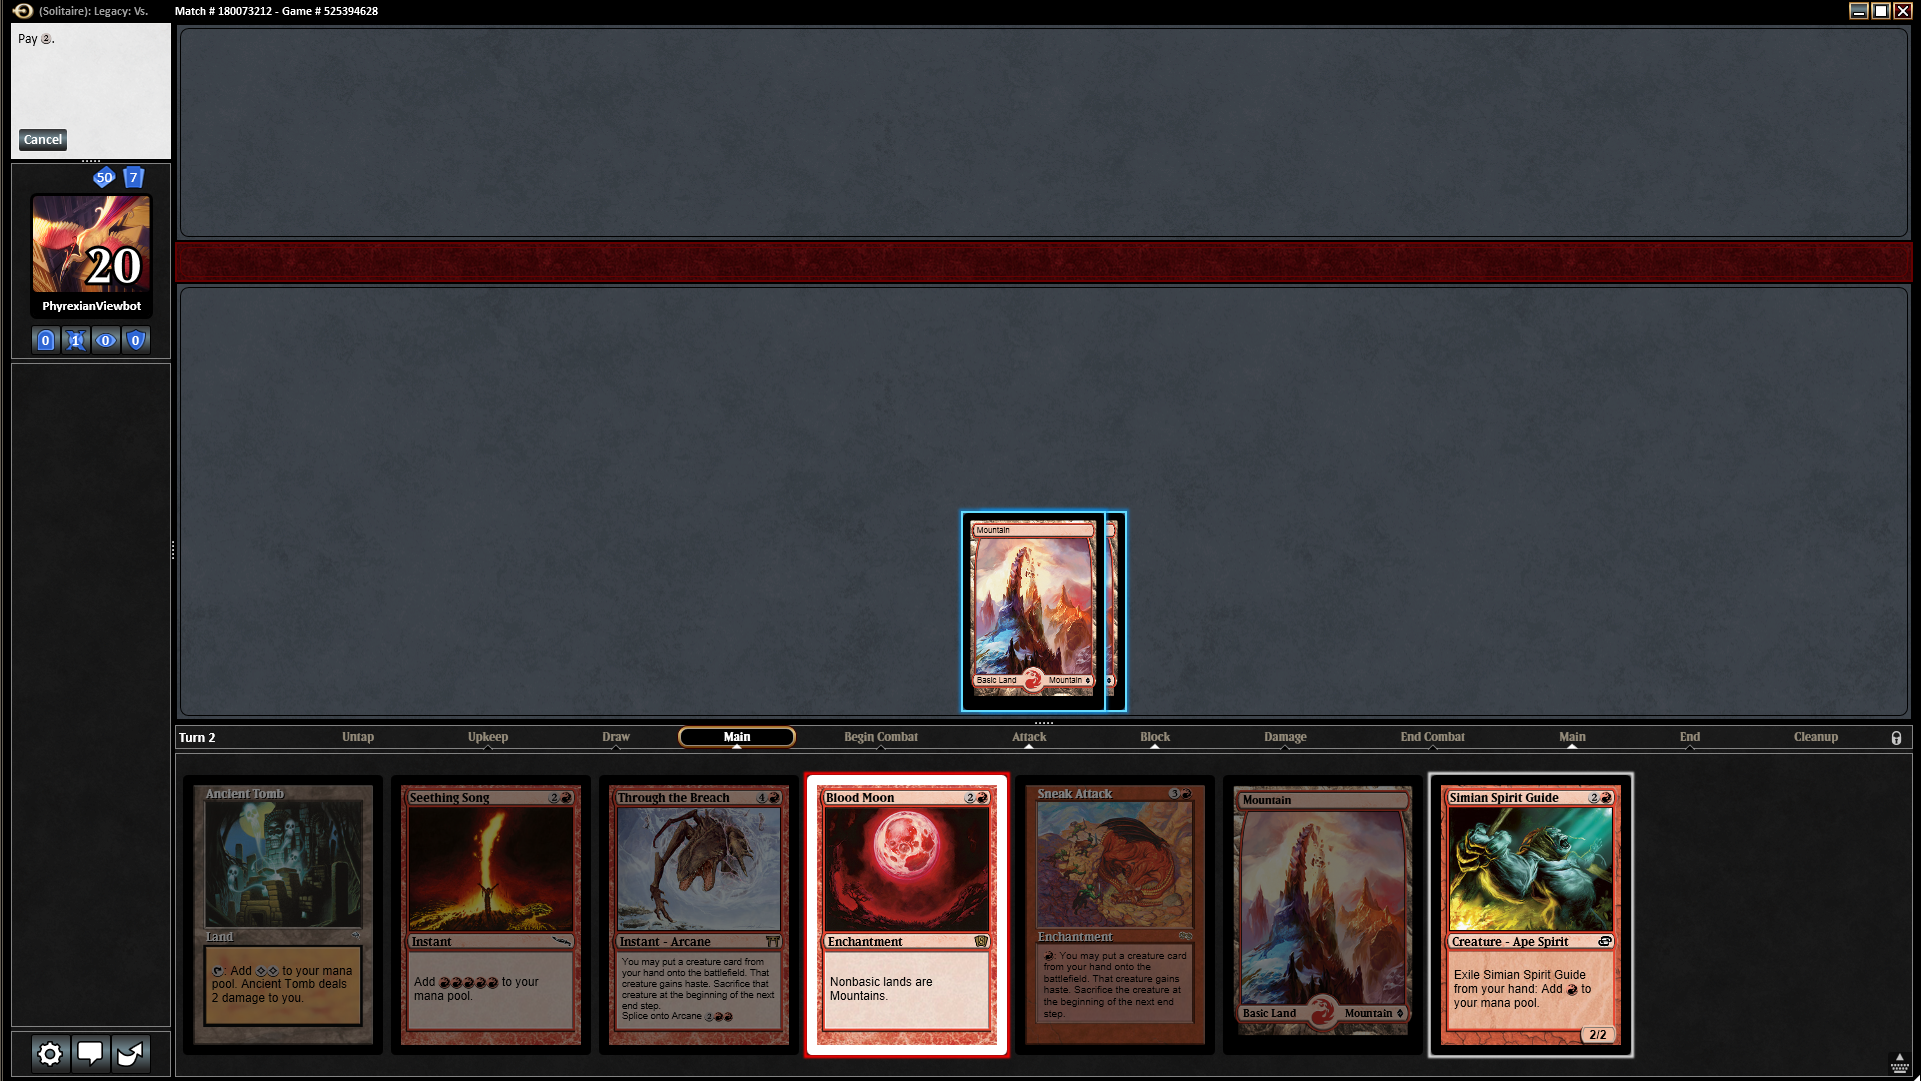 (Solitaire): Legacy: Vs. Match # 180073212 - Game # 525394628
Pay 2.
Cancel
50 7
20
PhyrexianViewbot
0 1 0 0
Mountain
Basic Land Mountain
Turn 2 Untap Upkeep Draw Main Begin Combat Attack Block Damage End Combat Main End Cleanup
Ancient Tomb
Land
: Add to your mana
pool. Ancient Tomb deals
2 damage to you.
Seething Song 2
Instant
Add to your
mana pool.
Through the Breach 4
Instant - Arcane
You may put a creature card from
your hand onto the battlefield. That
creature gains haste. Sacrifice that
creature at the beginning of the next
end step.
Splice onto Arcane 2
Blood Moon 2
Enchantment
Nonbasic lands are
Mountains.
Sneak Attack 3
Enchantment
: You may put a creature card
from your hand onto the
battlefield. That creature gains
haste. Sacrifice the creature at
the beginning of the next end
step.
Mountain
Basic Land Mountain
Simian Spirit Guide 2
Creature - Ape Spirit
Exile Simian Spirit Guide
from your hand: Add to
your mana pool.
2/2